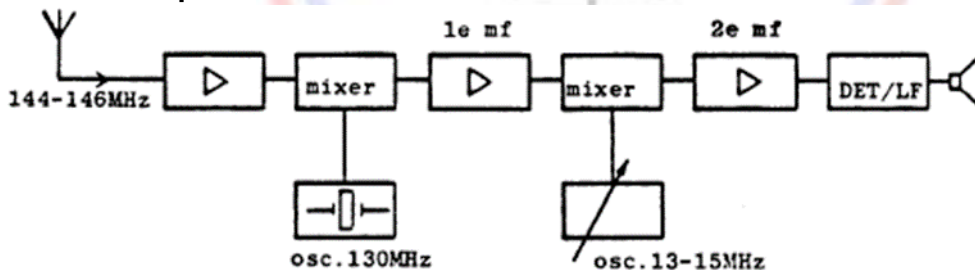 1e mf
2e mf
144-146MHz
mixer
mixer
DET/LF
osc.130MHz
osc.13-15MHz